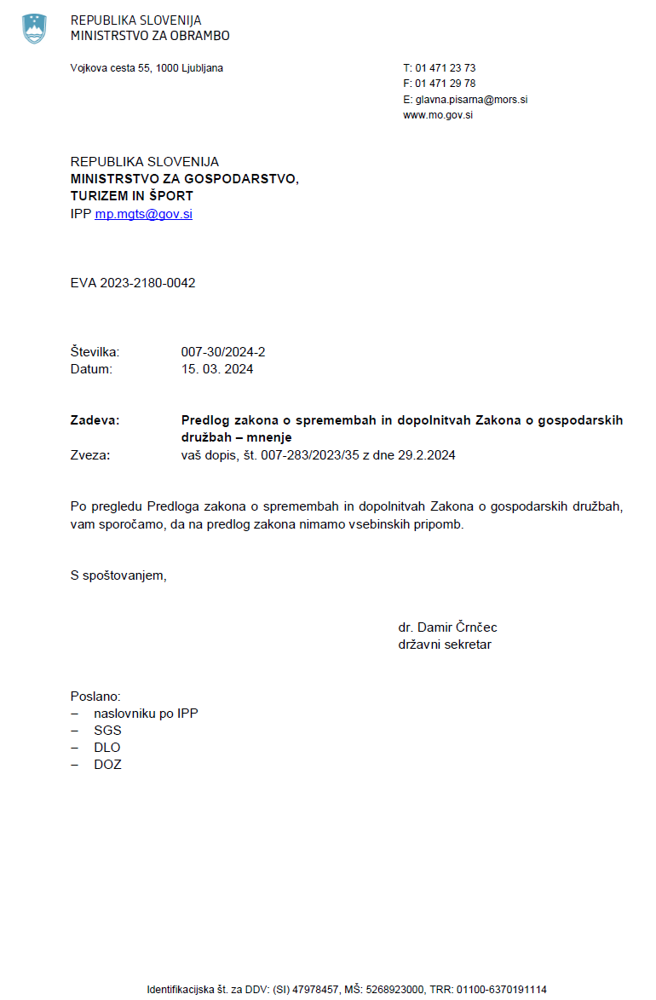 REPUBLIKA SLOVENIJA
MINISTRSTVO ZA OBRAMBO
Vojkova cesta 55, 1000 Ljubljana
T: 01 471 23 73
F: 01 471 29 78
E: glavna.pisarna@mors.si
www.mo.gov.si
REPUBLIKA SLOVENIJA
MINISTRSTVO ZA GOSPODARSTVO,
TURIZEM IN ŠPORT
IPP mp.mgts@gov.si
EVA 2023-2180-0042
Številka: 007-30/2024-2
Datum: 15. 03. 2024
Zadeva: Predlog zakona o spremembah in dopolnitvah Zakona o gospodarskih
družbah – mnenje
Zveza: vaš dopis, št. 007-283/2023/35 z dne 29.2.2024
Po pregledu Predloga zakona o spremembah in dopolnitvah Zakona o gospodarskih družbah,
vam sporočamo, da na predlog zakona nimamo vsebinskih pripomb.
S spoštovanjem,
dr. Damir Črnčec
državni sekretar
Poslano:
– naslovniku po IPP
– SGS
– DLO
– DOZ
Identifikacijska št. za DDV: (SI) 47978457, MŠ: 5268923000, TRR: 01100-6370191114